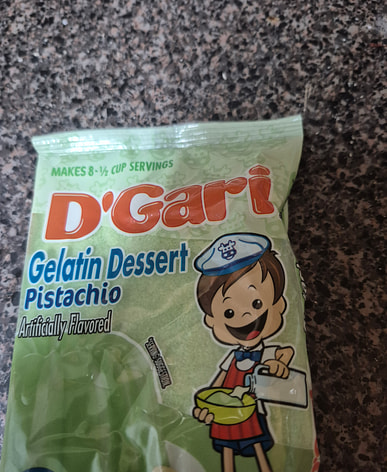 MAKES 8-½ CUP SERVINGS
D'Gari
Gelatin Dessert
Pistachio
Artificially Flavored